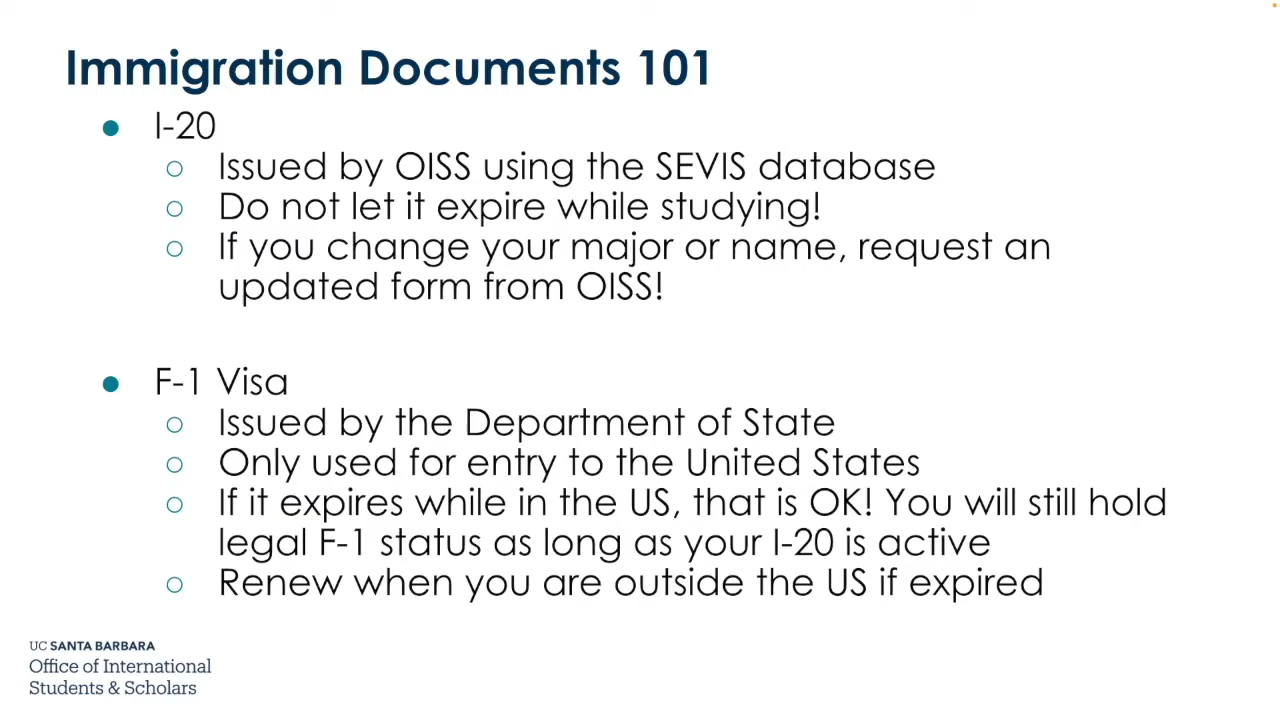 Immigration Documents 101
● I-20
○ Issued by OISS using the SEVIS database
○ Do not let it expire while studying!
○ If you change your major or name, request an
updated form from OISS!
● F-1 Visa
○ Issued by the Department of State
○ Only used for entry to the United States
○ If it expires while in the US, that is OK! You will still hold
legal F-1 status as long as your I-20 is active
○ Renew when you are outside the US if expired
UC SANTA BARBARA
Office of International
Students & Scholars